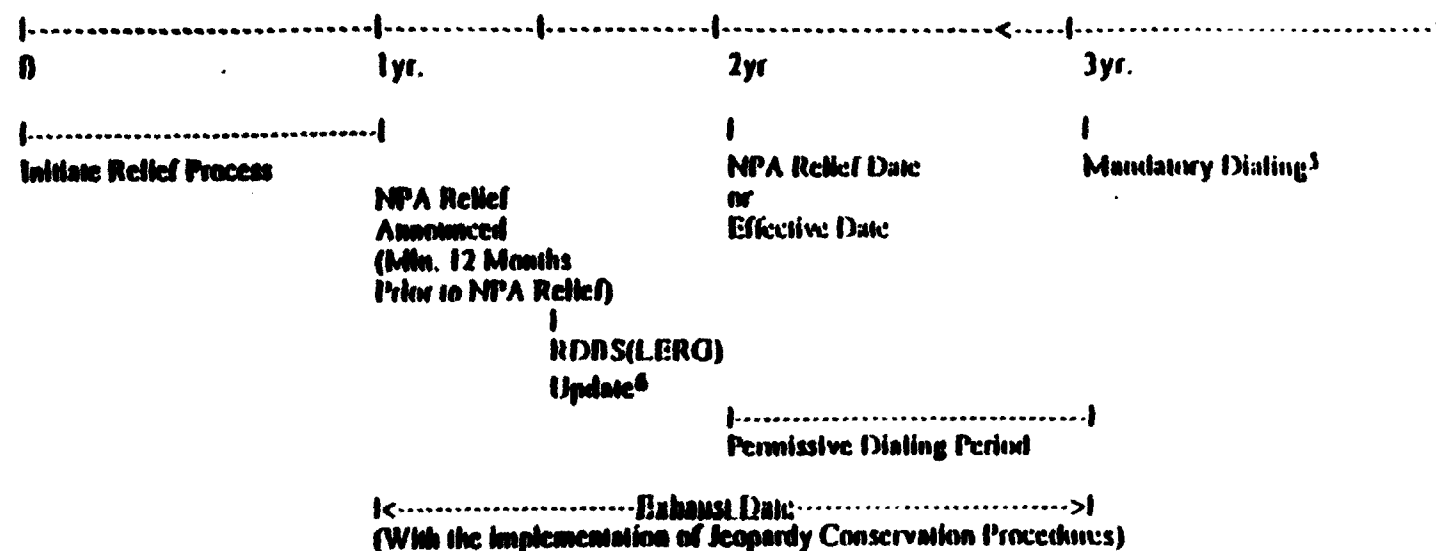 |--------------------------------|--------------|----------------|--------------------------<-----|----------------------------------
0 1yr. 2yr 3yr.
|--------------------------------| | |
Initiate Relief Process NPA Relief Date Mandatory Dialing5
NPA Relief or
Announced Effective Date
(Min. 12 Months
Prior to NPA Relief)
|
RDBS(LERG)
Update6
|---------------------------------|
Permissive Dialing Period
|<------------------------Exhaust Date--------------------------->|
(With the implementation of Jeopardy Conservation Procedures)